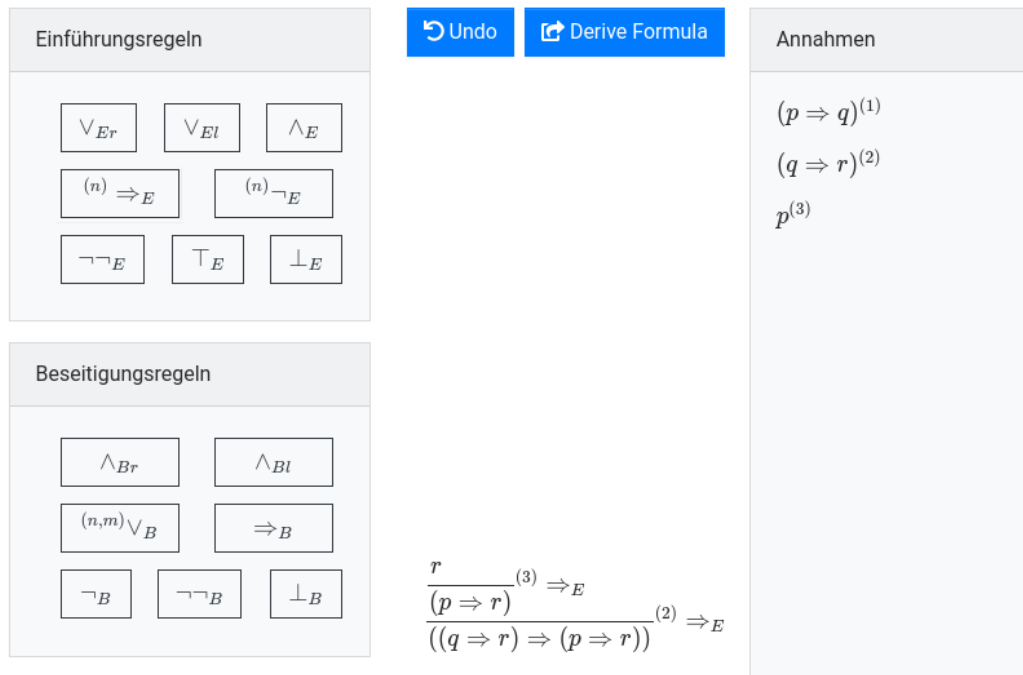 Einführungsregeln
∨Er ∨El ∧E
(n) ⇒E (n)¬E
¬¬E ⊤E ⊥E
Beseitigungsregeln
∧Br ∧Bl
(n,m)∨B ⇒B
¬B ¬¬B ⊥B
Undo Derive Formula
r
(p ⇒ r) (3) ⇒E
((q ⇒ r) ⇒ (p ⇒ r)) (2) ⇒E
Annahmen
(p ⇒ q)(1)
(q ⇒ r)(2)
p(3)